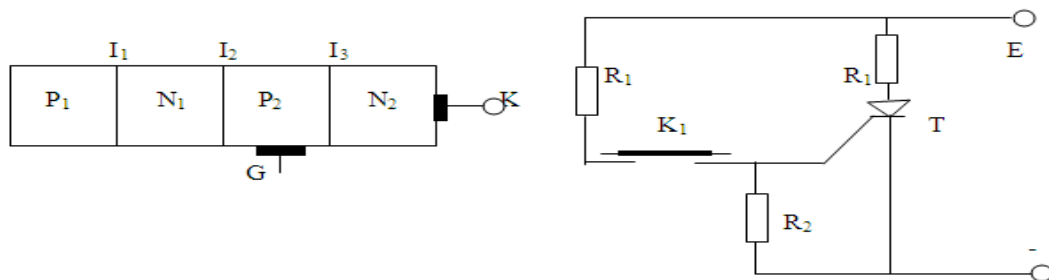 I₁ I₂ I₃
P₁ N₁ P₂ N₂ K
G
E
R₁ R₁
K₁ T
R₂
-